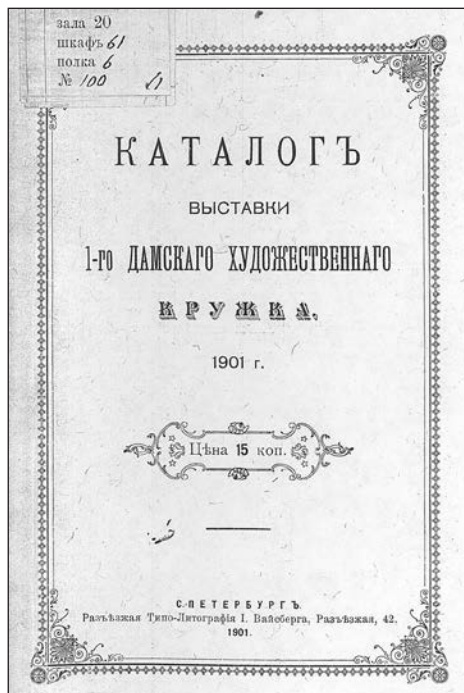 зала 20
шкафъ 61
полка 6
№ 100
КАТАЛОГЪ
ВЫСТАВКИ
1-го ДАМСКАГО ХУДОЖЕСТВЕННАГО
КРУЖКА.
1901 г.
Цѣна 15 коп.
С.ПЕТЕРБУРГЪ.
Разъѣзжая Типо-Литографія І. Вайсберга, Разъѣзжая, 42.
1901.